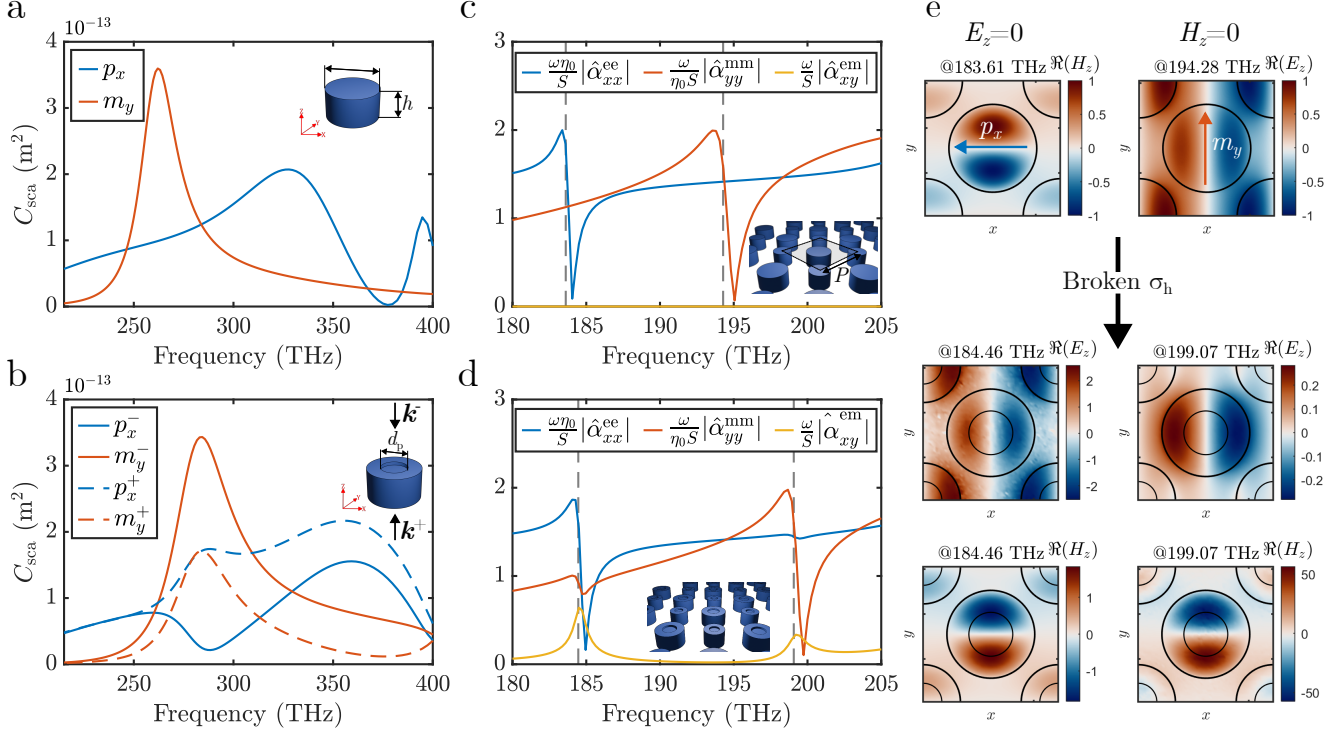 a
×10⁻¹³
C_sca (m²)
4
3
2
1
0
p_x
m_y
h
z
y
x
250
300
350
400
Frequency (THz)
b
×10⁻¹³
C_sca (m²)
4
3
2
1
0
p_x⁻
m_y⁻
p_x⁺
m_y⁺
k⁻
d_p
z
y
x
k⁺
250
300
350
400
Frequency (THz)
c
3
2
1
0
ωη₀/S |α̂_xx^ee|
ω/η₀S |α̂_yy^mm|
ω/S |α̂_xy^em|
P
180
185
190
195
200
205
Frequency (THz)
d
3
2
1
0
ωη₀/S |α̂_xx^ee|
ω/η₀S |α̂_yy^mm|
ω/S |α̂_xy^em|
180
185
190
195
200
205
Frequency (THz)
e
E_z=0
H_z=0
@183.61 THz ℜ(H_z)
y
x
p_x
1
0.5
0
-0.5
-1
@194.28 THz ℜ(E_z)
y
x
m_y
1
0.5
0
-0.5
-1
Broken σ_h
@184.46 THz ℜ(E_z)
y
x
2
1
0
-1
-2
@199.07 THz ℜ(E_z)
y
x
0.2
0.1
0
-0.1
-0.2
@184.46 THz ℜ(H_z)
y
x
1
0
-1
@199.07 THz ℜ(H_z)
y
x
50
0
-50